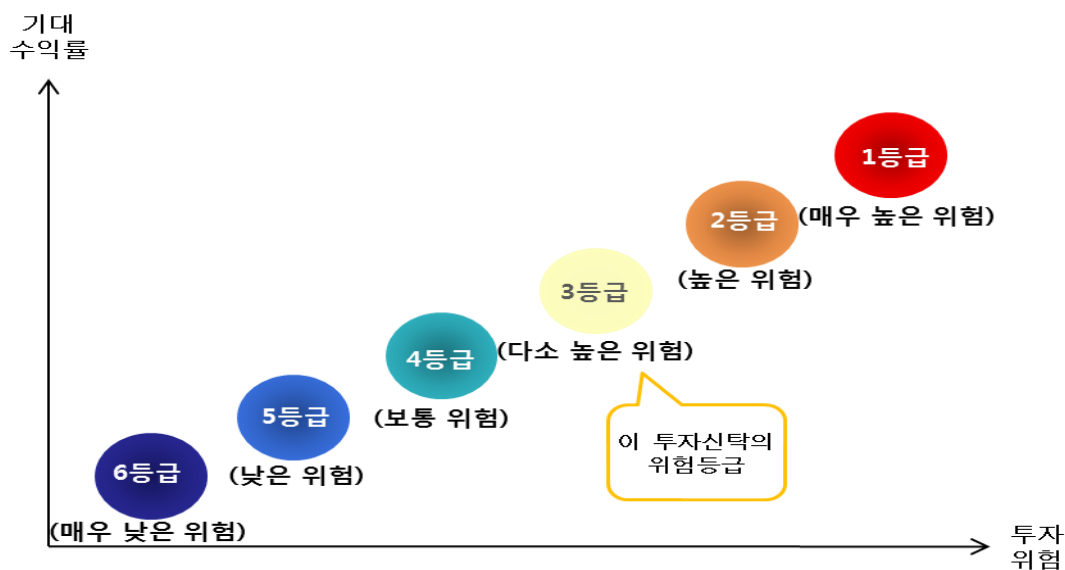 기대
수익률
1등급
(매우 높은 위험)
2등급
(높은 위험)
3등급
(다소 높은 위험)
4등급
(보통 위험)
이 투자신탁의
위험등급
5등급
(낮은 위험)
6등급
(매우 낮은 위험)
투자
위험